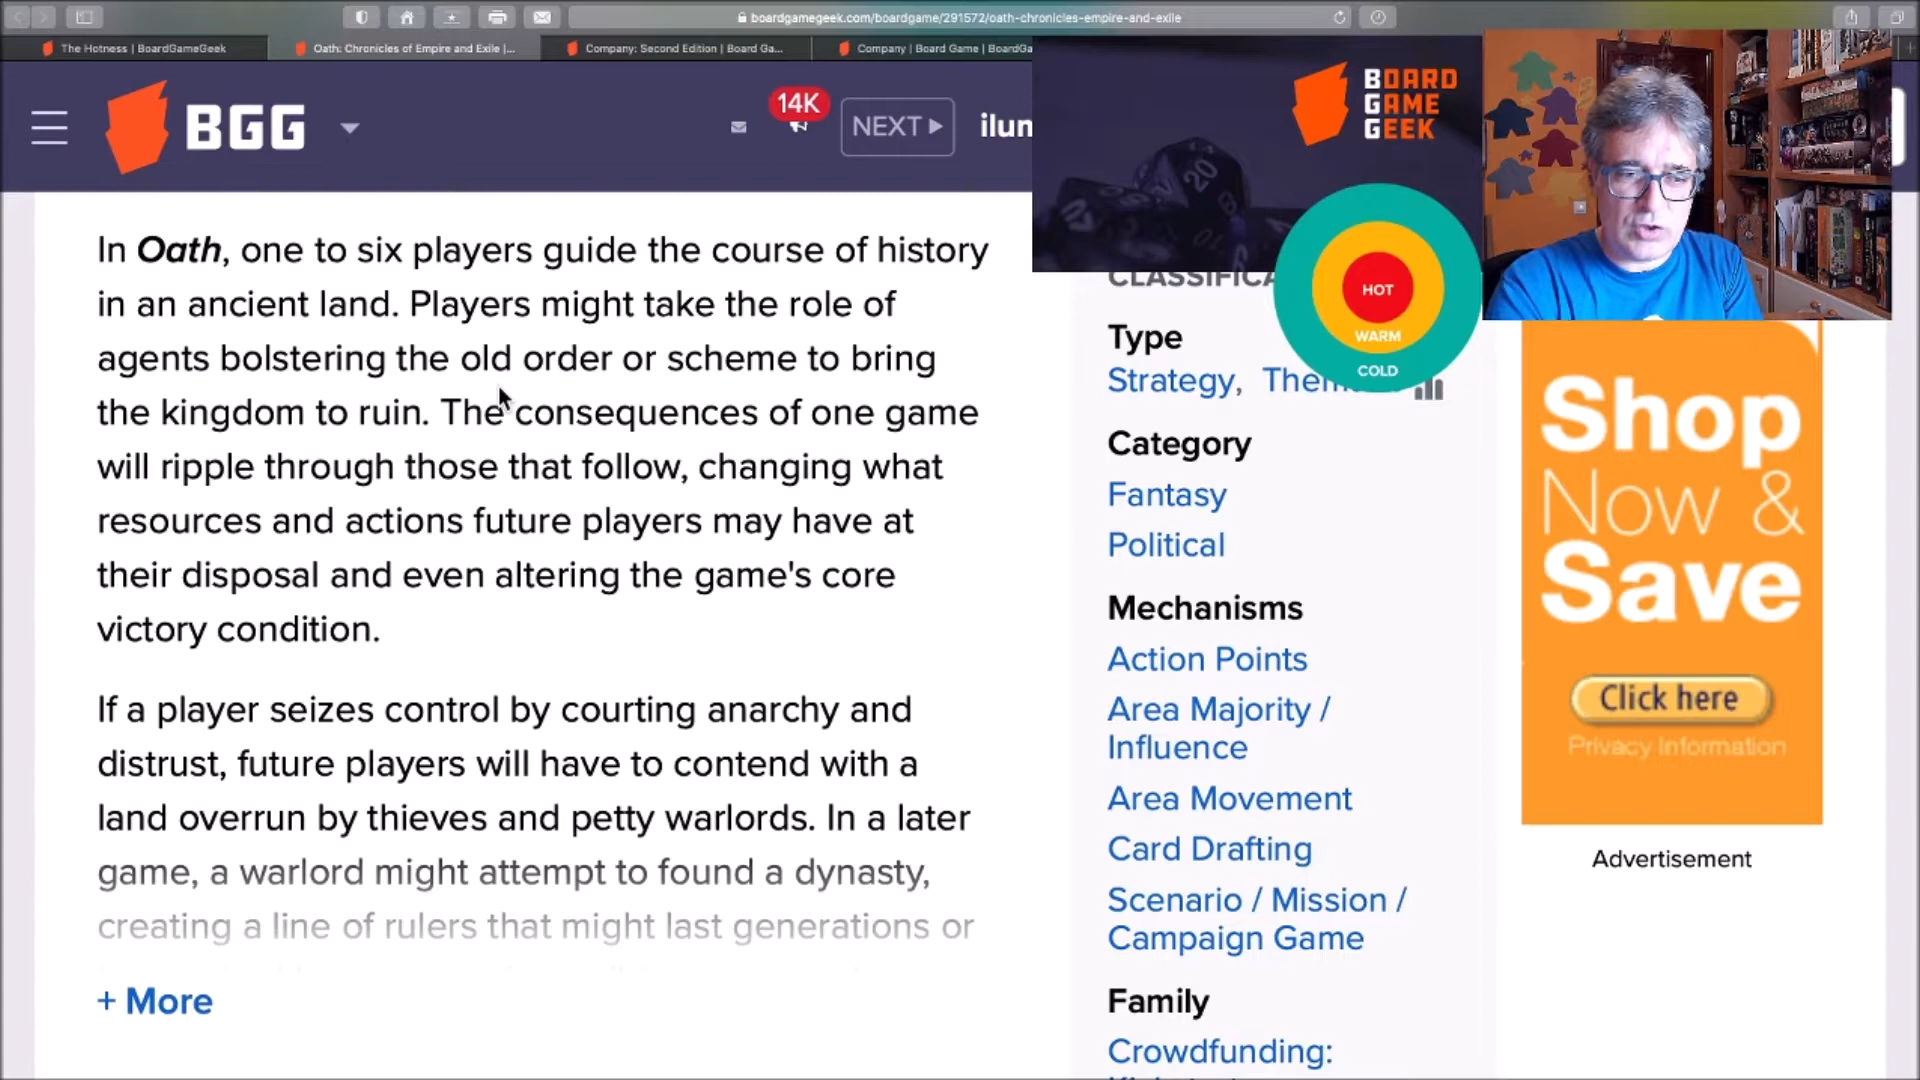 boardgamegeek.com/boardgame/291572/oath-chronicles-empire-and-exile
The Hotness | BoardGameGeek
Oath: Chronicles of Empire and Exile |...
Company: Second Edition | Board Ga...
Company | Board Game | BoardGa
BGG
14K
NEXT
ilun
BOARD
GAME
GEEK
20
HOT
WARM
COLD
In Oath, one to six players guide the course of history
in an ancient land. Players might take the role of
agents bolstering the old order or scheme to bring
the kingdom to ruin. The consequences of one game
will ripple through those that follow, changing what
resources and actions future players may have at
their disposal and even altering the game's core
victory condition.
If a player seizes control by courting anarchy and
distrust, future players will have to contend with a
land overrun by thieves and petty warlords. In a later
game, a warlord might attempt to found a dynasty,
creating a line of rulers that might last generations or
+ More
CLASSIFICA
Type
Strategy, Them
Category
Fantasy
Political
Mechanisms
Action Points
Area Majority /
Influence
Area Movement
Card Drafting
Scenario / Mission /
Campaign Game
Family
Crowdfunding:
Shop
Now &
Save
Click here
Privacy Information
Advertisement